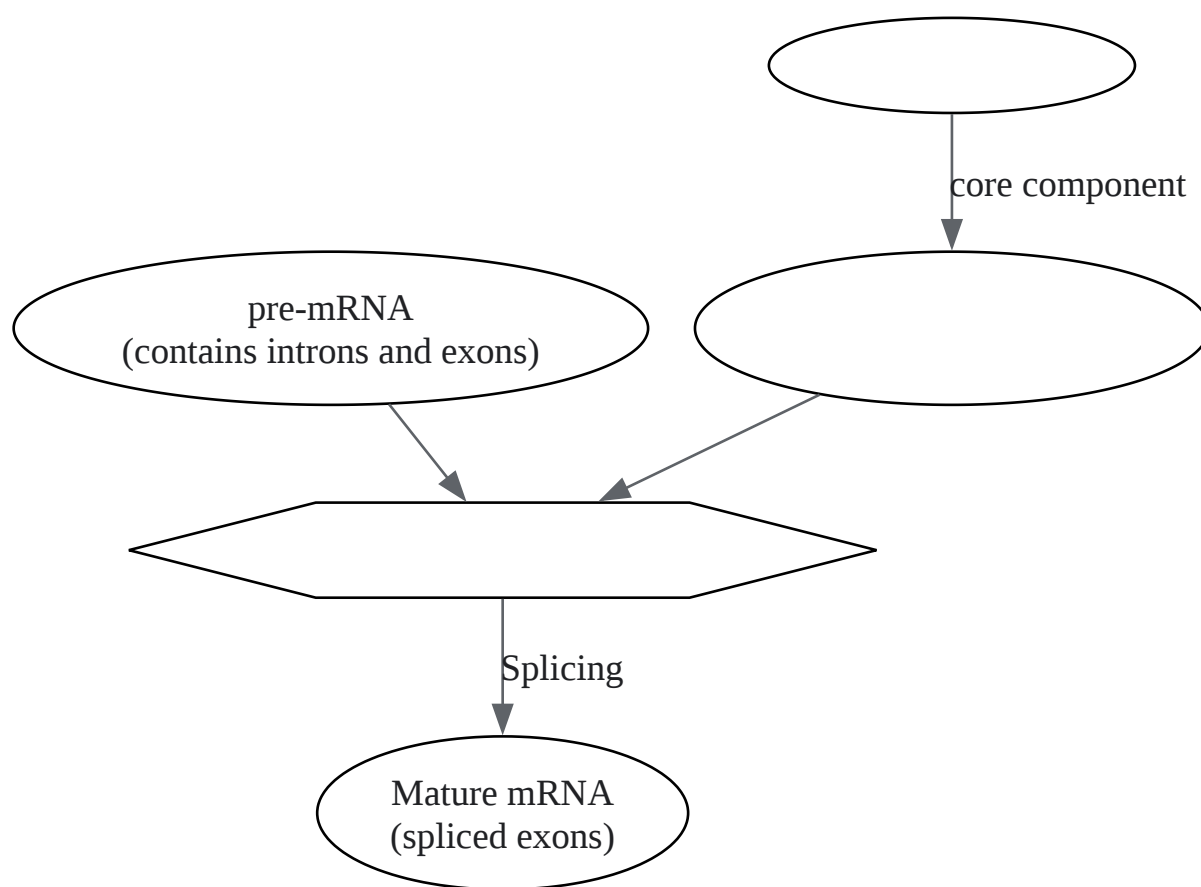 core component
pre-mRNA
(contains introns and exons)
Splicing
Mature mRNA
(spliced exons)